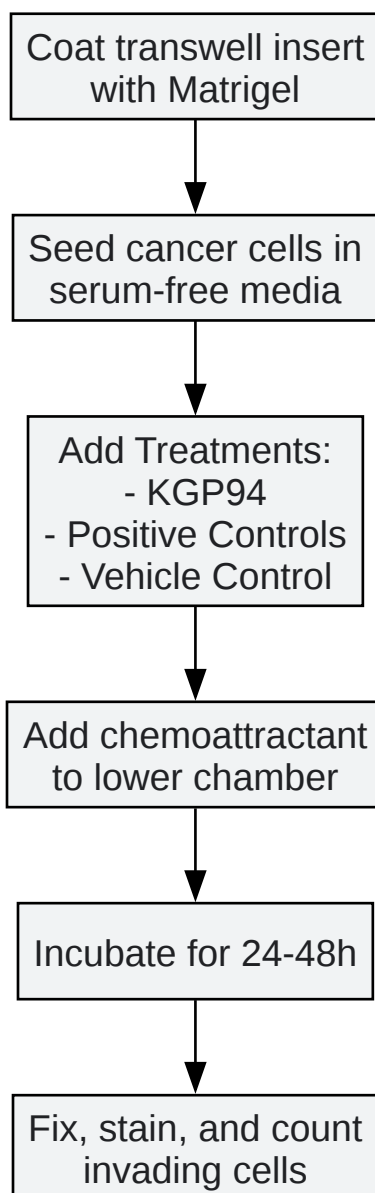 Coat transwell insert
with Matrigel
Seed cancer cells in
serum-free media
Add Treatments:
- KGP94
- Positive Controls
- Vehicle Control
Add chemoattractant
to lower chamber
Incubate for 24-48h
Fix, stain, and count
invading cells